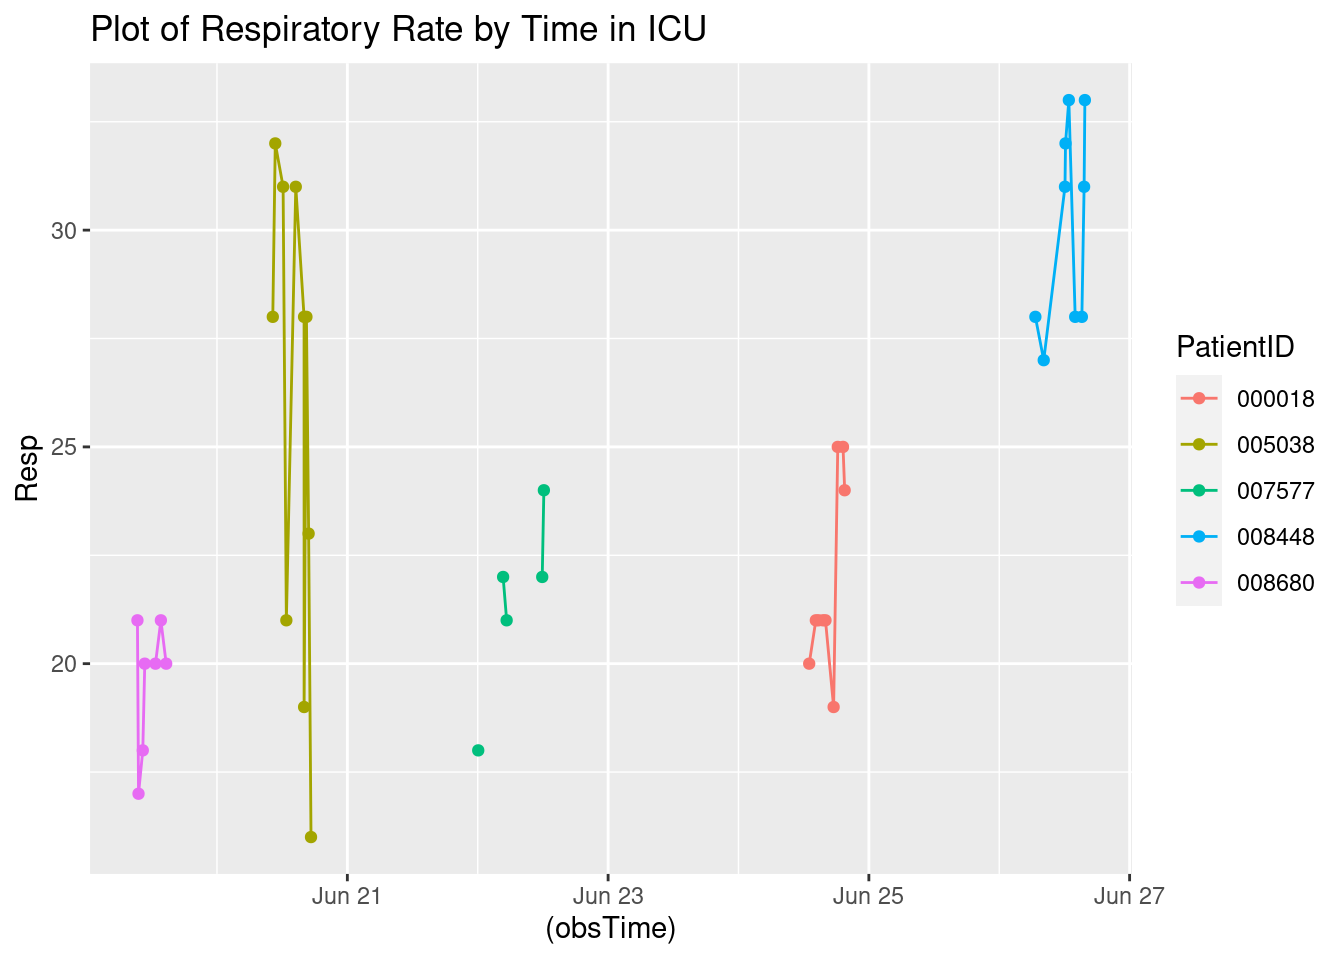 Plot of Respiratory Rate by Time in ICU
30
25
20
Resp
Jun 21
Jun 23
Jun 25
Jun 27
(obsTime)
PatientID
000018
005038
007577
008448
008680